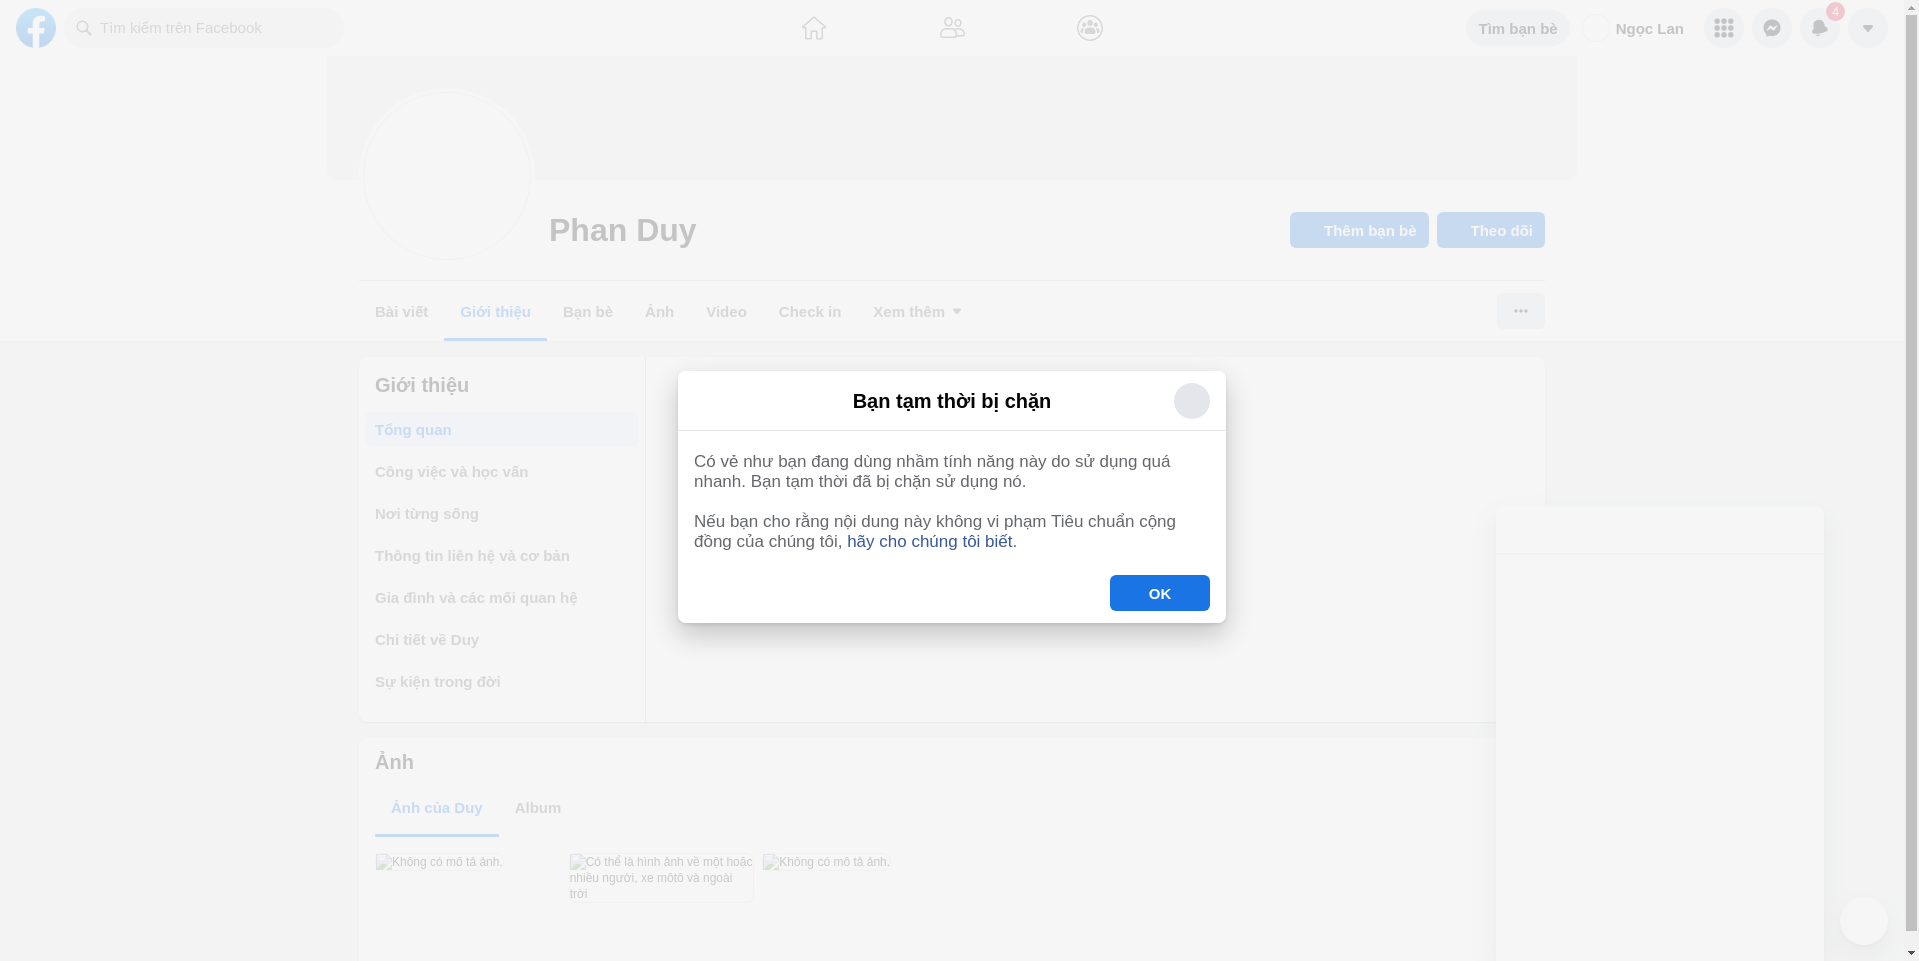 Tìm kiếm trên Facebook
Tìm bạn bè
Ngọc Lan
4
Phan Duy
Thêm bạn bè
Theo dõi
Bài viết
Giới thiệu
Bạn bè
Ảnh
Video
Check in
Xem thêm
Giới thiệu
Tổng quan
Công việc và học vấn
Nơi từng sống
Thông tin liên hệ và cơ bản
Gia đình và các mối quan hệ
Chi tiết về Duy
Sự kiện trong đời
Bạn tạm thời bị chặn
Có vẻ như bạn đang dùng nhầm tính năng này do sử dụng quá
nhanh. Bạn tạm thời đã bị chặn sử dụng nó.
Nếu bạn cho rằng nội dung này không vi phạm Tiêu chuẩn cộng
đồng của chúng tôi, hãy cho chúng tôi biết.
OK
Ảnh
Ảnh của Duy
Album
Không có mô tả ảnh.
Có thể là hình ảnh về một hoặc
nhiều người, xe môtô và ngoài
trời
Không có mô tả ảnh.